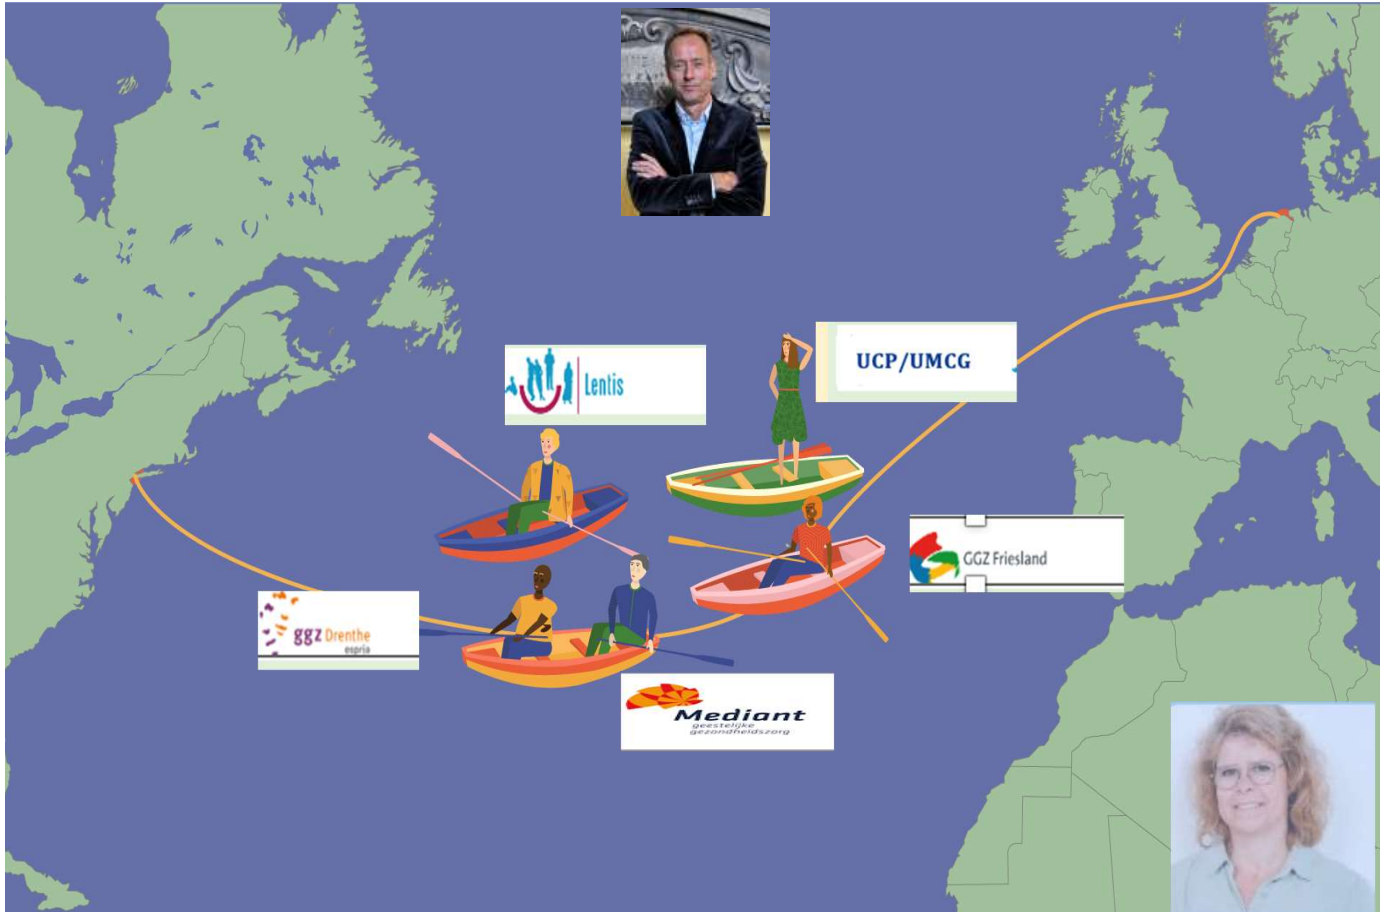 Lentis
UCP/UMCG
GGZ Friesland
ggz Drenthe
espria
Mediant
geestelijke
gezondheidszorg